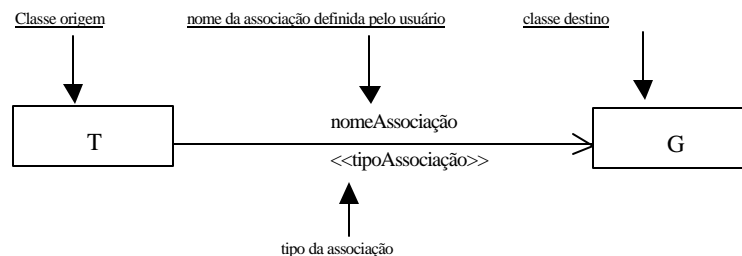 Classe origem
nome da associação definida pelo usuário
classe destino
nomeAssociação
T
G
<<tipoAssociação>>
tipo da associação